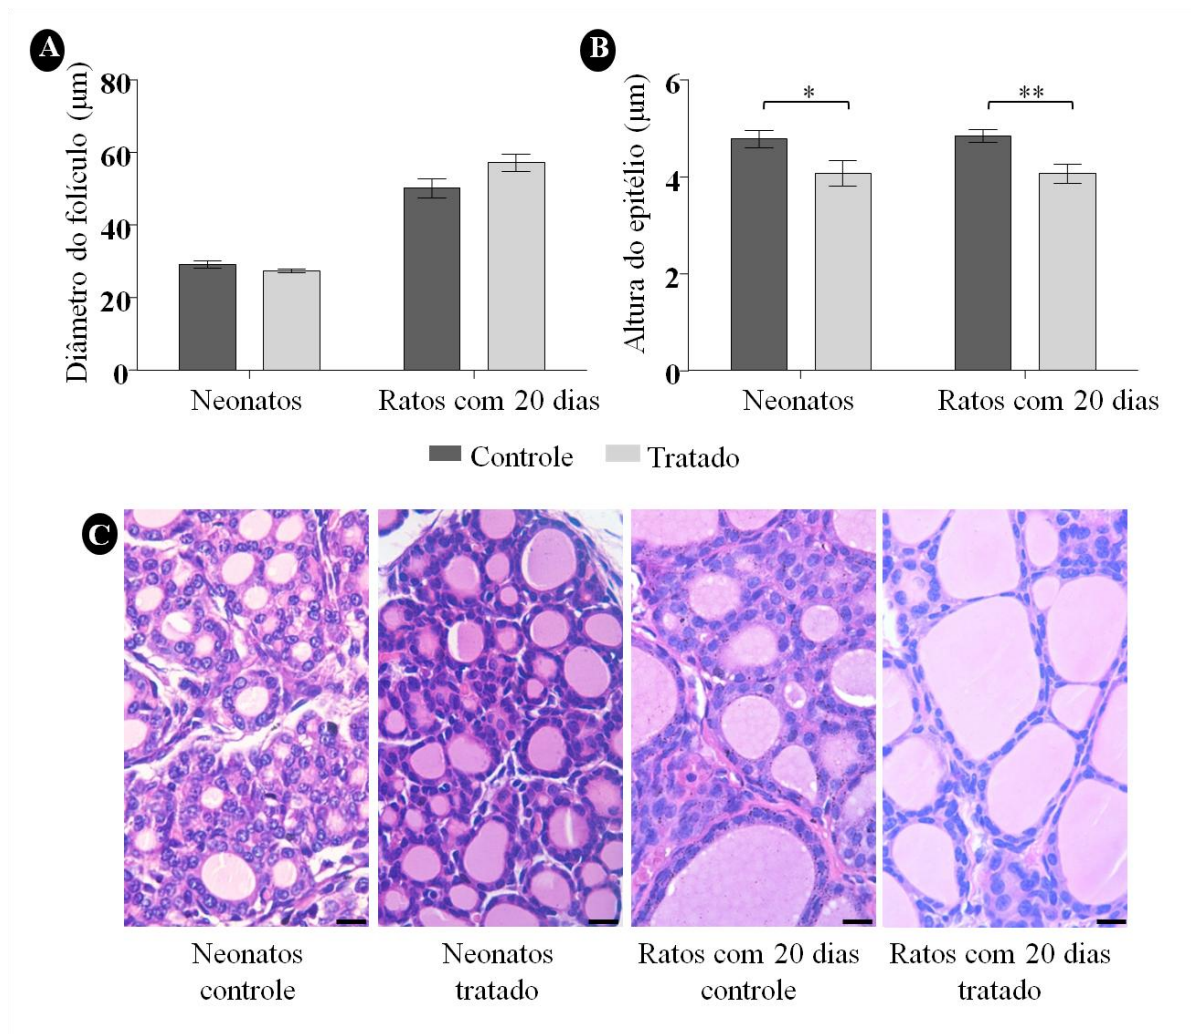 A
Diâmetro do folículo (μm)
80
60
40
20
0
Neonatos
Ratos com 20 dias
B
Altura do epitélio (μm)
6
4
2
0
*
**
Neonatos
Ratos com 20 dias
Controle
Tratado
C
Neonatos
controle
Neonatos
tratado
Ratos com 20 dias
controle
Ratos com 20 dias
tratado